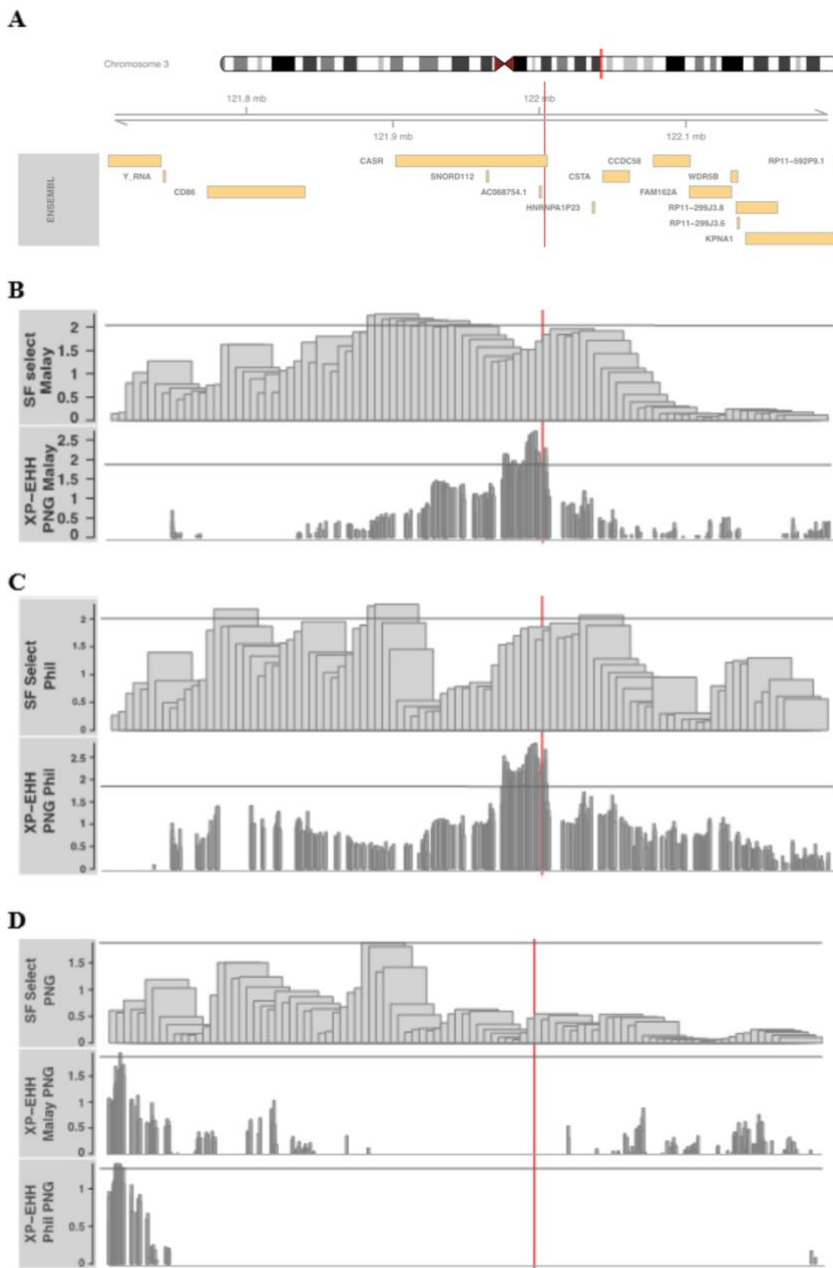 A
Chromosome 3
121.8 mb
122 mb
121.9 mb
122.1 mb
ENSEMBL
CASR
CCDC58
RP11-592P9.1
Y_RNA
SNORD112
CSTA
WDR5B
CD86
AC068754.1
FAM162A
HNRNPA1P23
RP11-299J3.8
RP11-299J3.6
KPNA1
B
SF select
Malay
2
1.5
1
0.5
0
XP-EHH
PNG Malay
2.5
2
1.5
1
0.5
0
C
SF Select
Phil
2
1.5
1
0.5
0
XP-EHH
PNG Phil
2.5
2
1.5
1
0.5
0
D
SF Select
PNG
1.5
1
0.5
0
XP-EHH
Malay PNG
1.5
1
0.5
0
XP-EHH
Phil PNG
1
0.5
0